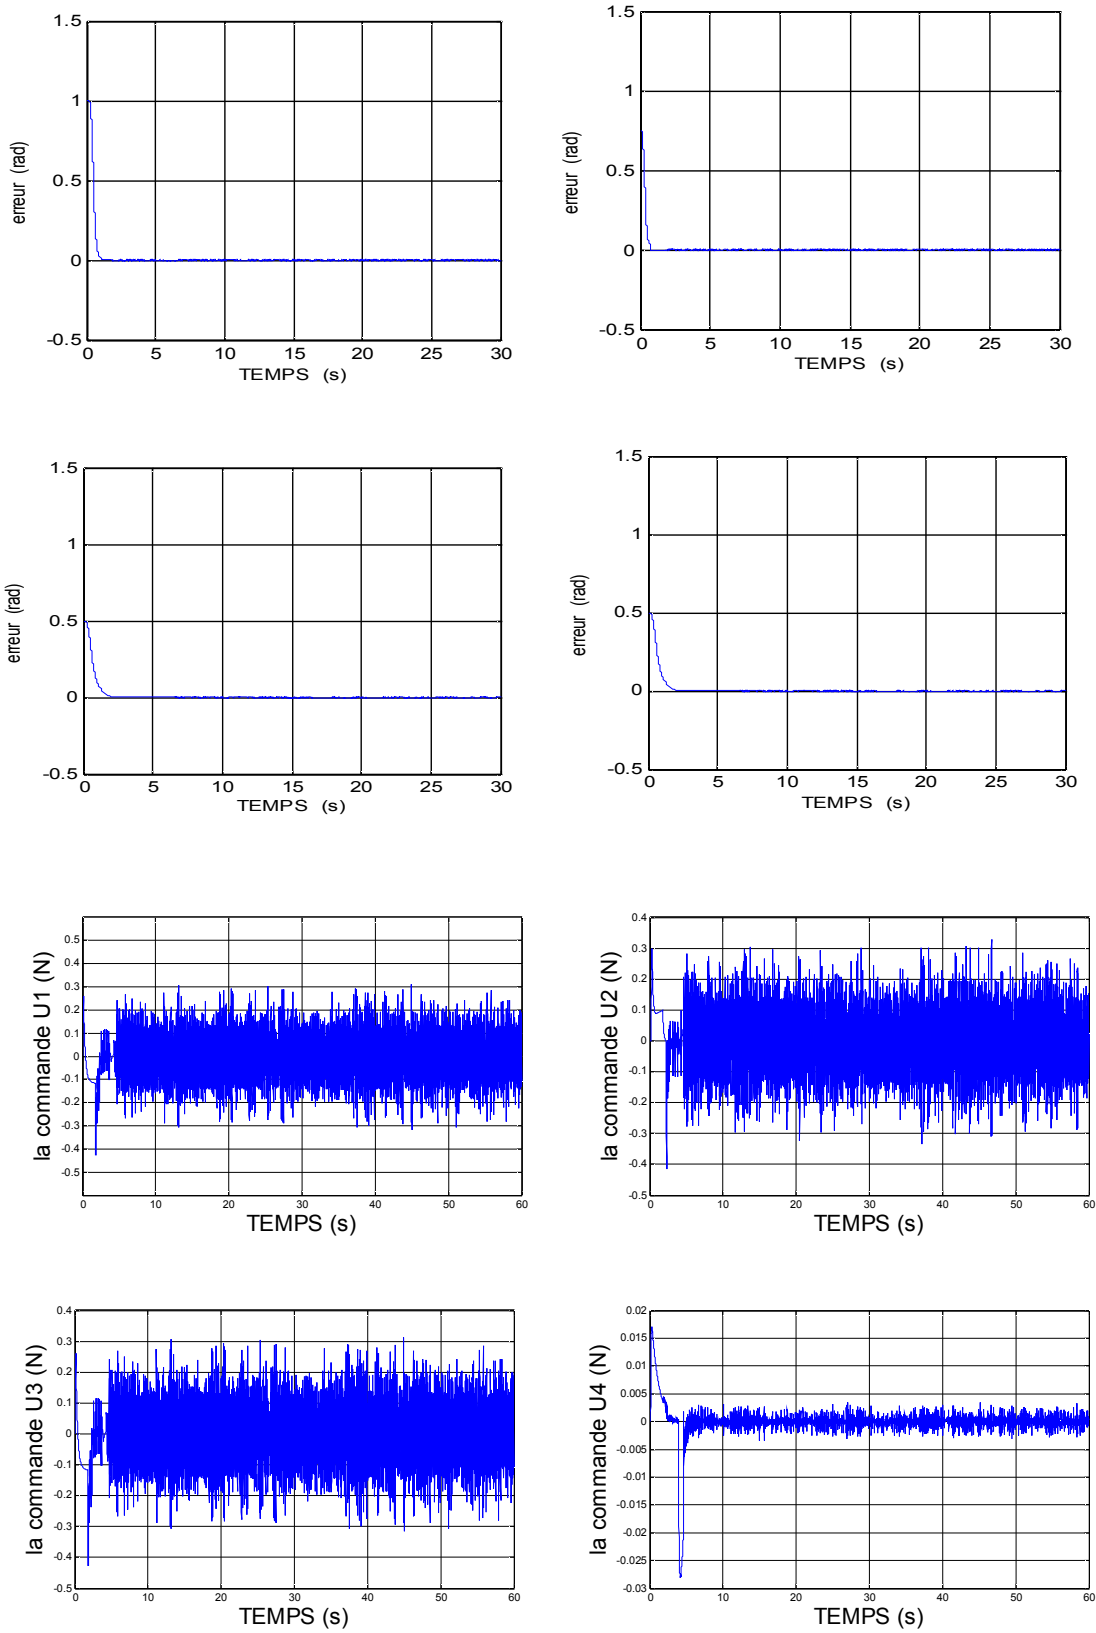 1.5
1
0.5
0
-0.5
erreur (rad)
0 5 10 15 20 25 30
TEMPS (s)
1.5
1
0.5
0
-0.5
erreur (rad)
0 5 10 15 20 25 30
TEMPS (s)
1.5
1
0.5
0
-0.5
erreur (rad)
0 5 10 15 20 25 30
TEMPS (s)
1.5
1
0.5
0
-0.5
erreur (rad)
0 5 10 15 20 25 30
TEMPS (s)
0.5
0.4
0.3
0.2
0.1
0
-0.1
-0.2
-0.3
-0.4
-0.5
la commande U1 (N)
0 10 20 30 40 50 60
TEMPS (s)
0.4
0.3
0.2
0.1
0
-0.1
-0.2
-0.3
-0.4
-0.5
la commande U2 (N)
0 10 20 30 40 50 60
TEMPS (s)
0.4
0.3
0.2
0.1
0
-0.1
-0.2
-0.3
-0.4
-0.5
la commande U3 (N)
0 10 20 30 40 50 60
TEMPS (s)
0.02
0.015
0.01
0.005
0
-0.005
-0.01
-0.015
-0.02
-0.025
-0.03
la commande U4 (N)
0 10 20 30 40 50 60
TEMPS (s)